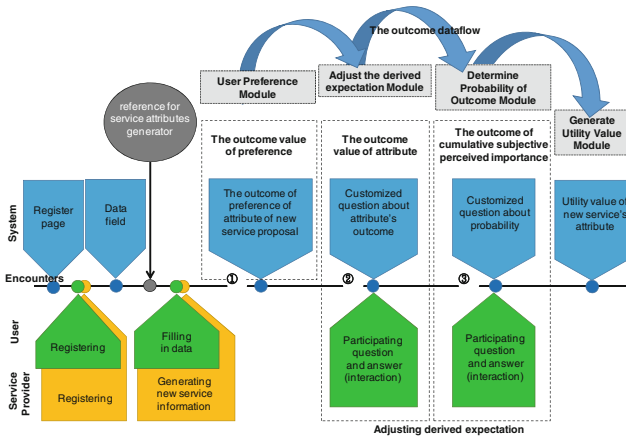 The outcome dataflow
User Preference
Module
Adjust the derived
expectation Module
Determine
Probability of
Outcome Module
Generate
Utility Value
Module
reference for
service attributes
generator
The outcome value
of preference
The outcome
value of attribute
The outcome of
cumulative subjective
perceived importance
System
Register
page
Data
field
The outcome of
preference of
attribute of new
service proposal
Customized
question about
attribute's
outcome
Customized
question about
probability
Utility value of
new service's
attribute
Encounters
①
②
③
User
Registering
Filling
in data
Participating
question
and answer
(interaction)
Participating
question
and answer
(interaction)
Service
Provider
Registering
Generating
new service
information
Adjusting derived expectation